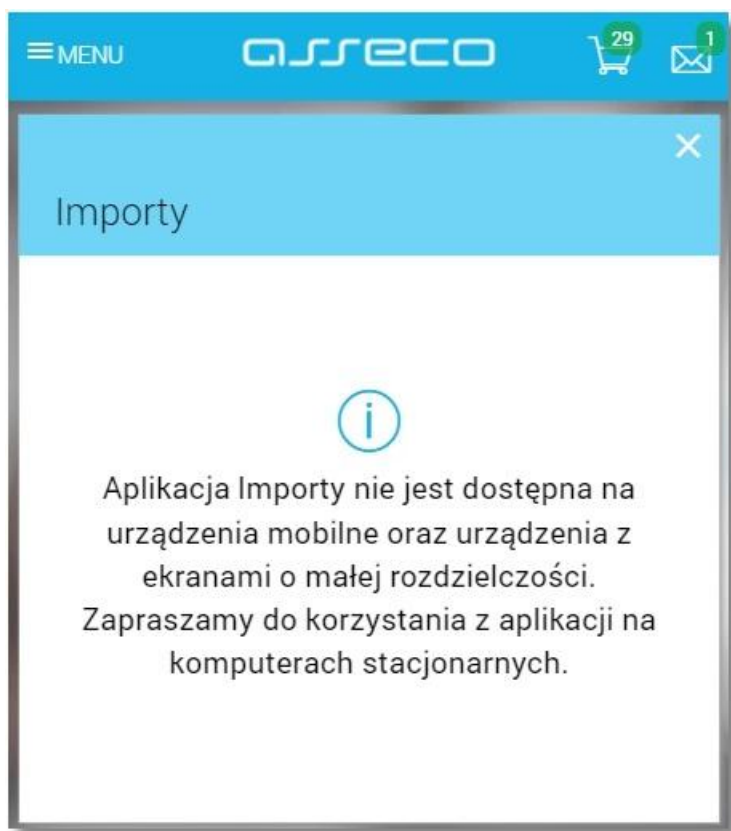 MENU
asseco
29
1
Importy
i
Aplikacja Importy nie jest dostępna na
urządzenia mobilne oraz urządzenia z
ekranami o małej rozdzielczości.
Zapraszamy do korzystania z aplikacji na
komputerach stacjonarnych.